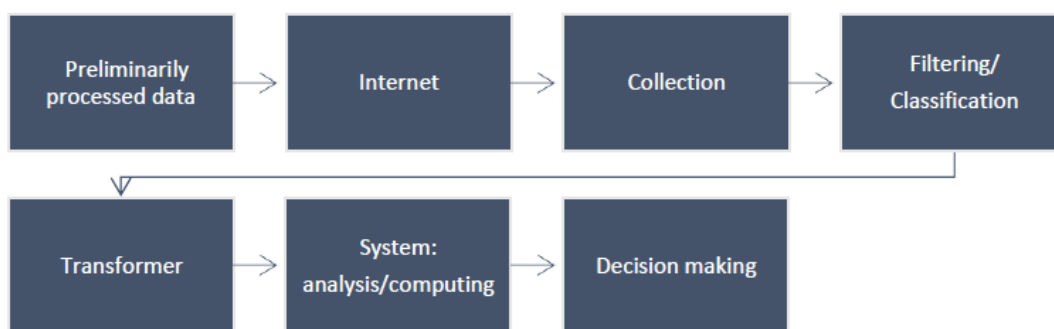 Preliminarily
processed data
Internet
Collection
Filtering/
Classification
Transformer
System:
analysis/computing
Decision making